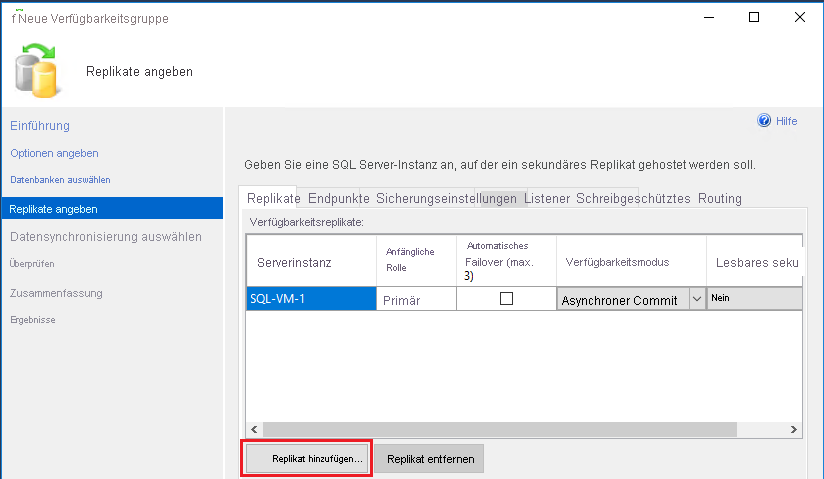 f Neue Verfügbarkeitsgruppe
Replikate angeben
Hilfe
Einführung
Optionen angeben
Datenbanken auswählen
Replikate angeben
Datensynchronisierung auswählen
Überprüfen
Zusammenfassung
Ergebnisse
Geben Sie eine SQL Server-Instanz an, auf der ein sekundäres Replikat gehostet werden soll.
Replikate Endpunkte Sicherungseinstellungen Listener Schreibgeschütztes Routing
Verfügbarkeitsreplikate:
Serverinstanz
Anfängliche
Rolle
Automatisches
Failover (max.
3)
Verfügbarkeitsmodus
Lesbares seku
SQL-VM-1
Primär
Asynchroner Commit
Nein
Replikat hinzufügen...
Replikat entfernen